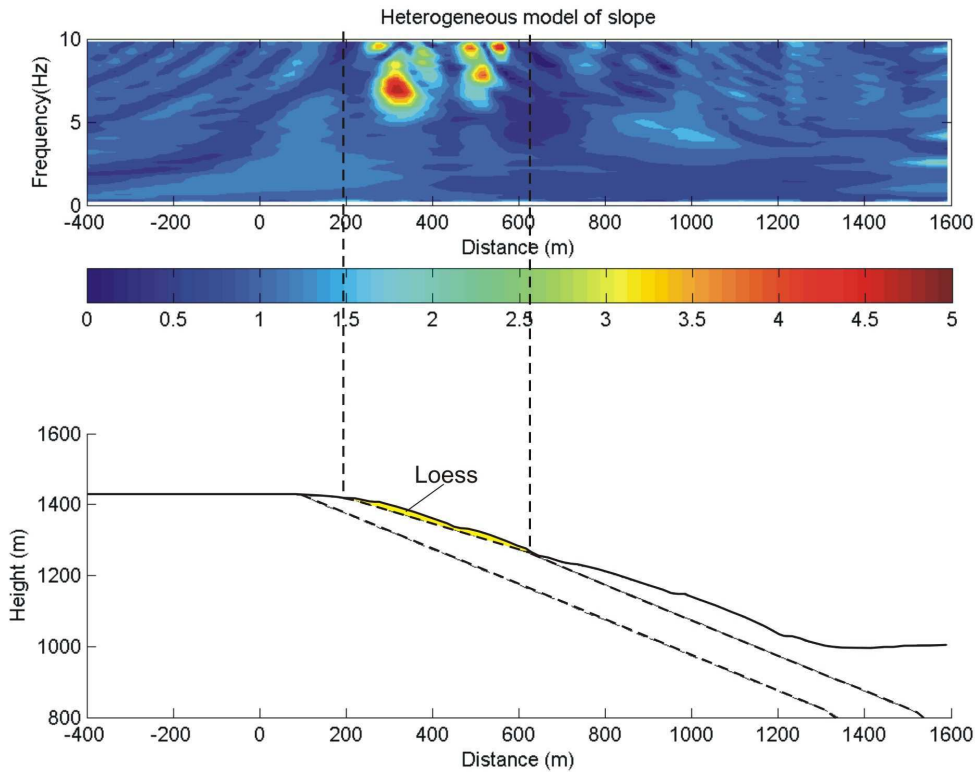 Heterogeneous model of slope
10
5
0
Frequency(Hz)
-400 -200 0 200 400 600 800 1000 1200 1400 1600
Distance (m)
0 0.5 1 1.5 2 2.5 3 3.5 4 4.5 5
1600
1400
1200
1000
800
Height (m)
Loess
-400 -200 0 200 400 600 800 1000 1200 1400 1600
Distance (m)